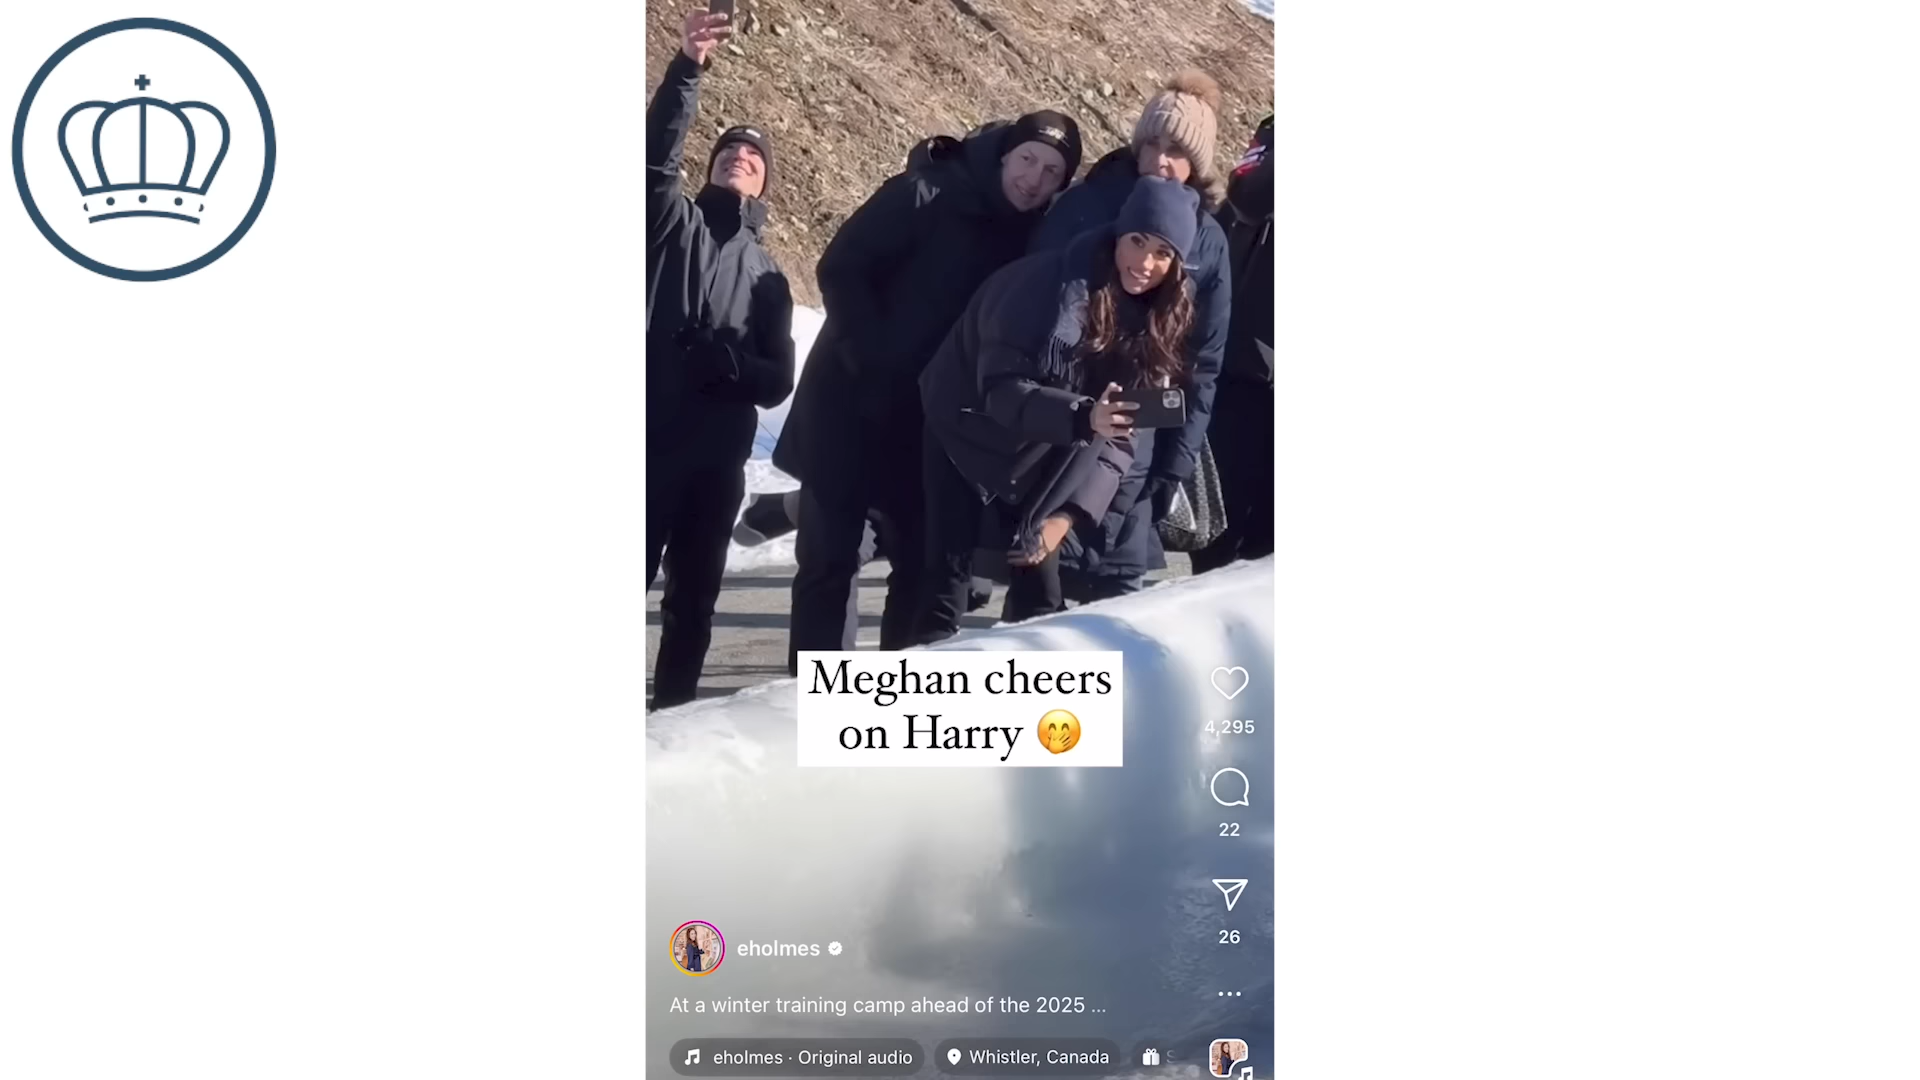 Meghan cheers
on Harry 🤭
4,295
22
26
eholmes
At a winter training camp ahead of the 2025 ...
eholmes · Original audio
Whistler, Canada